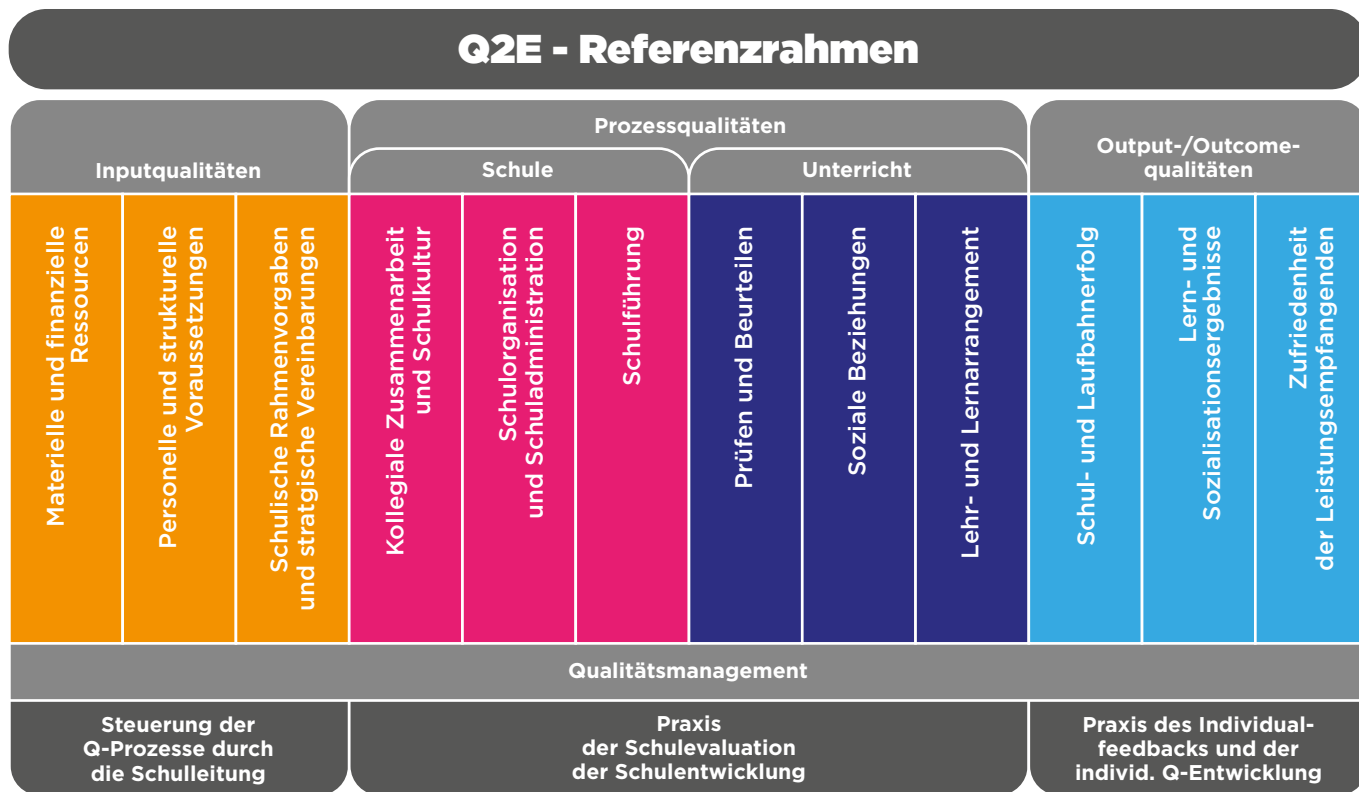 Q2E - Referenzrahmen
Inputqualitäten
Prozessqualitäten
Schule
Unterricht
Output-/Outcome-
qualitäten
Materielle und finanzielle
Ressourcen
Personelle und strukturelle
Voraussetzungen
Schulische Rahmenvorgaben
und stratgische Vereinbarungen
Kollegiale Zusammenarbeit
und Schulkultur
Schulorganisation
und Schuladministration
Schulführung
Prüfen und Beurteilen
Soziale Beziehungen
Lehr- und Lernarrangement
Schul- und Laufbahnerfolg
Lern- und
Sozialisationsergebnisse
Zufriedenheit
der Leistungsempfangenden
Qualitätsmanagement
Steuerung der
Q-Prozesse durch
die Schulleitung
Praxis
der Schulevaluation
der Schulentwicklung
Praxis des Individual-
feedbacks und der
individ. Q-Entwicklung